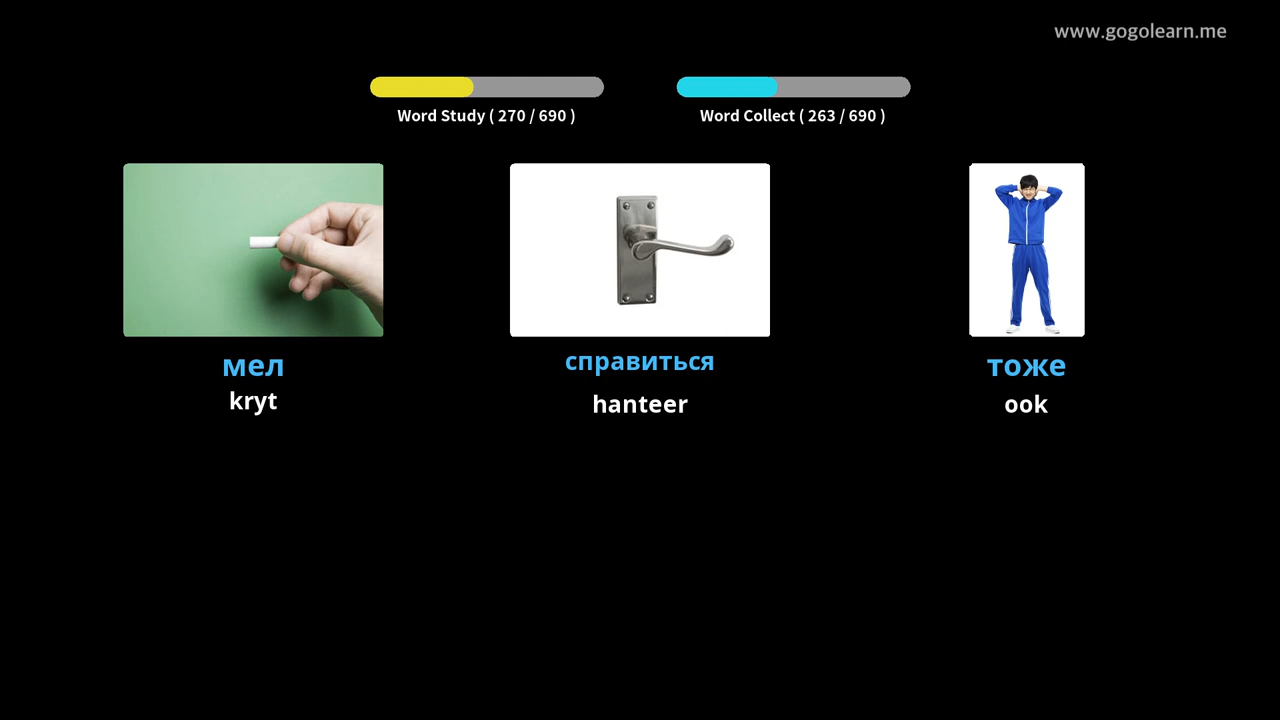 www.gogolearn.me
Word Study ( 270 / 690 )
Word Collect ( 263 / 690 )
мел
kryt
справиться
hanteer
тоже
ook